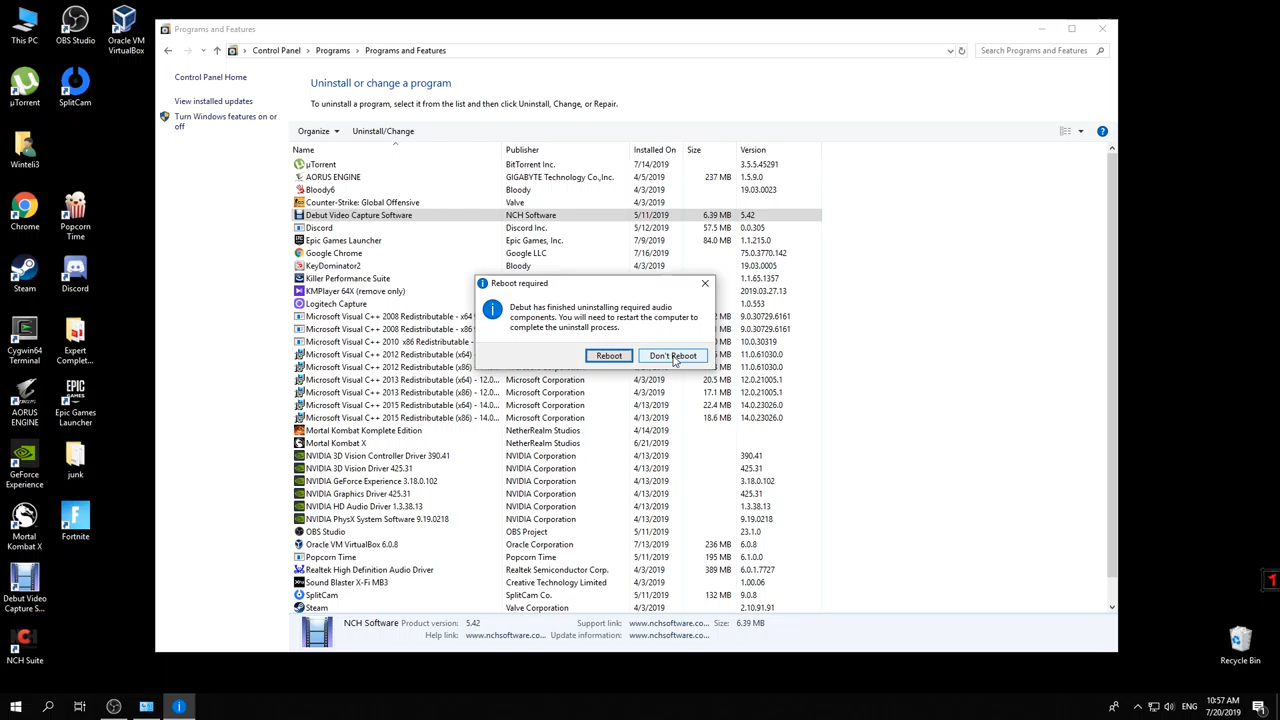 This PC
OBS Studio
Oracle VM
VirtualBox
µTorrent
SplitCam
Winteli3
Chrome
Popcorn
Time
Steam
Discord
Cygwin64
Terminal
Expert
Complet...
AORUS
ENGINE
Epic Games
Launcher
GeForce
Experience
junk
Mortal
Kombat X
Fortnite
Debut Video
Capture S...
NCH Suite
Programs and Features
Control Panel > Programs > Programs and Features
Search Programs and Features
Control Panel Home
View installed updates
Turn Windows features on or
off
Uninstall or change a program
To uninstall a program, select it from the list and then click Uninstall, Change, or Repair.
Organize Uninstall/Change
Name Publisher Installed On Size Version
µTorrent BitTorrent Inc. 7/14/2019 3.5.5.45291
AORUS ENGINE GIGABYTE Technology Co.,Inc. 4/5/2019 237 MB 1.5.9.0
Bloody6 Bloody 4/3/2019 19.03.0023
Counter-Strike: Global Offensive Valve 4/3/2019
Debut Video Capture Software NCH Software 5/11/2019 6.39 MB 5.42
Discord Discord Inc. 5/12/2019 57.5 MB 0.0.305
Epic Games Launcher Epic Games, Inc. 7/9/2019 84.0 MB 1.1.215.0
Google Chrome Google LLC 7/16/2019 75.0.3770.142
KeyDominator2 Bloody 4/3/2019 19.03.0005
Killer Performance Suite 1.1.65.1357
KMPlayer 64X (remove only) 2019.03.27.13
Logitech Capture 1.0.553
Microsoft Visual C++ 2008 Redistributable - x64 9.0.30729.6161
Microsoft Visual C++ 2008 Redistributable - x86 9.0.30729.6161
Microsoft Visual C++ 2010 x86 Redistributable 10.0.30319
Microsoft Visual C++ 2012 Redistributable (x64) 11.0.61030.0
Microsoft Visual C++ 2012 Redistributable (x86) 11.0.61030.0
Microsoft Visual C++ 2013 Redistributable (x64) - 12.0... Microsoft Corporation 4/13/2019 20.5 MB 12.0.21005.1
Microsoft Visual C++ 2013 Redistributable (x86) - 12.0... Microsoft Corporation 4/3/2019 17.1 MB 12.0.21005.1
Microsoft Visual C++ 2015 Redistributable (x64) - 14.0... Microsoft Corporation 4/13/2019 22.4 MB 14.0.23026.0
Microsoft Visual C++ 2015 Redistributable (x86) - 14.0... Microsoft Corporation 4/13/2019 18.6 MB 14.0.23026.0
Mortal Kombat Komplete Edition NetherRealm Studios 4/14/2019
Mortal Kombat X NetherRealm Studios 6/21/2019
NVIDIA 3D Vision Controller Driver 390.41 NVIDIA Corporation 4/13/2019 390.41
NVIDIA 3D Vision Driver 425.31 NVIDIA Corporation 4/13/2019 425.31
NVIDIA GeForce Experience 3.18.0.102 NVIDIA Corporation 4/13/2019 3.18.0.102
NVIDIA Graphics Driver 425.31 NVIDIA Corporation 4/13/2019 425.31
NVIDIA HD Audio Driver 1.3.38.13 NVIDIA Corporation 4/13/2019 1.3.38.13
NVIDIA PhysX System Software 9.19.0218 NVIDIA Corporation 4/13/2019 9.19.0218
OBS Studio OBS Project 5/11/2019 23.1.0
Oracle VM VirtualBox 6.0.8 Oracle Corporation 7/13/2019 236 MB 6.0.8
Popcorn Time Popcorn Time 5/11/2019 195 MB 6.1.0.0
Realtek High Definition Audio Driver Realtek Semiconductor Corp. 4/3/2019 389 MB 6.0.1.7727
Sound Blaster X-Fi MB3 Creative Technology Limited 4/3/2019 1.00.06
SplitCam SplitCam Co. 5/11/2019 132 MB 9.0.8
Steam Valve Corporation 4/3/2019 2.10.91.91
Reboot required
Debut has finished uninstalling required audio
components. You will need to restart the computer to
complete the uninstall process.
Reboot Don't Reboot
NCH Software Product version: 5.42 Support link: www.nchsoftware.co... Size: 6.39 MB
Help link: www.nchsoftware.co... Update information: www.nchsoftware.co...
1
Recycle Bin
ENG
10:57 AM
7/20/2019
1